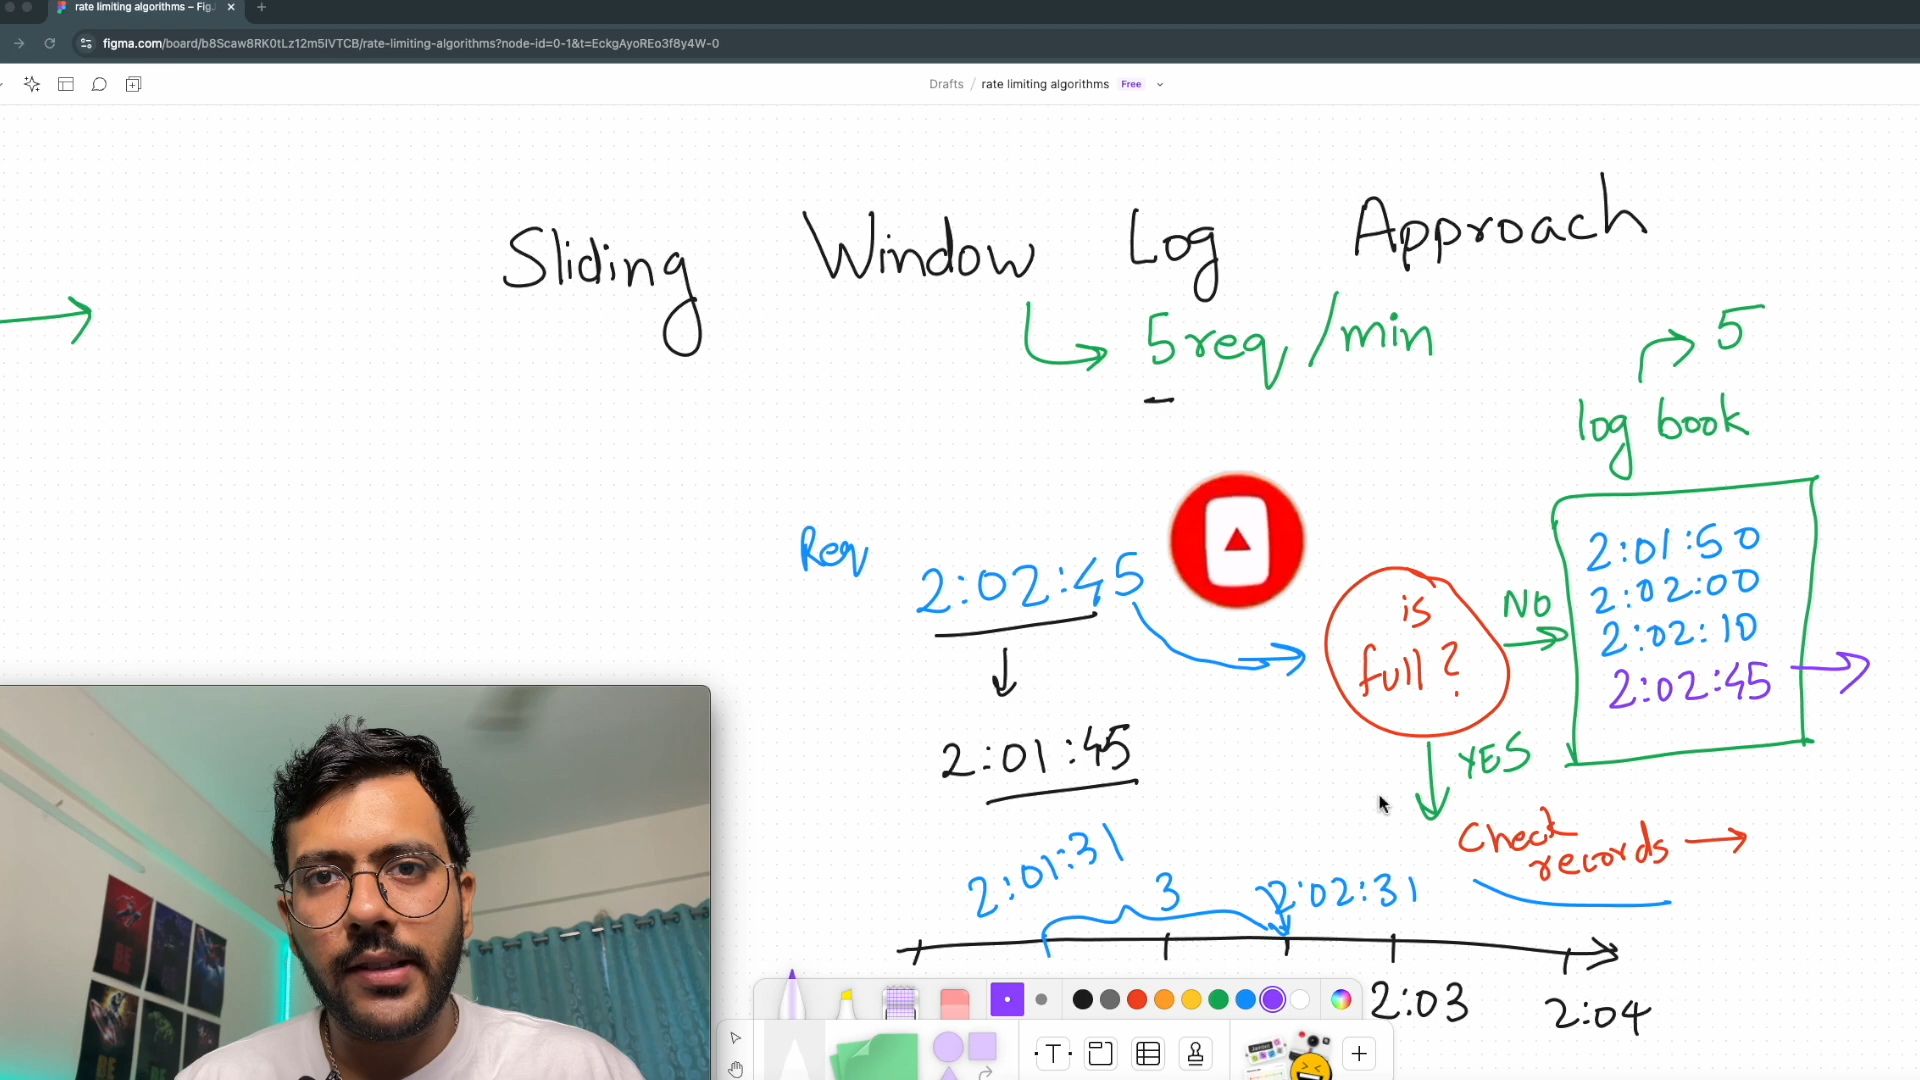 rate limiting algorithms – Fig
figma.com/board/b8Scaw8RK0tLz12m5lVTCB/rate-limiting-algorithms?node-id=0-1&t=EckgAyoREo3f8y4W-0
Drafts / rate limiting algorithms Free
Sliding Window Log Approach
5req/min
5
log book
Req
2:02:45
is
full?
NO
2:01:50
2:02:00
2:02:10
2:02:45
2:01:45
YES
Check
records
2:01:31
3
2:02:31
2:03
2:04
T
BE
BE